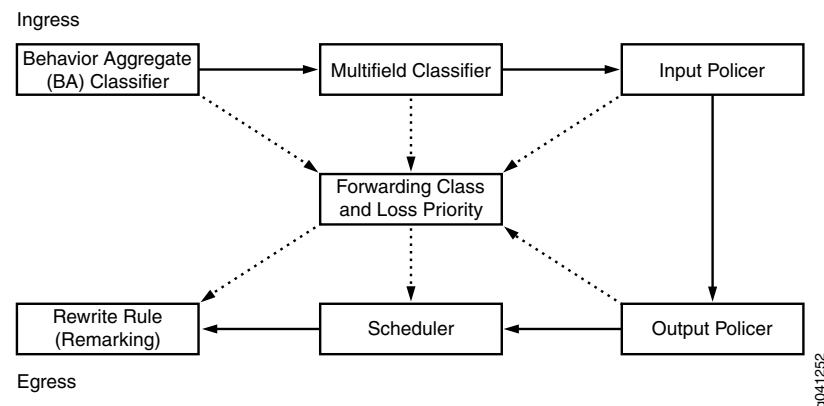 Ingress
Behavior Aggregate
(BA) Classifier
Multifield Classifier
Input Policer
Forwarding Class
and Loss Priority
Rewrite Rule
(Remarking)
Scheduler
Output Policer
Egress
g041252